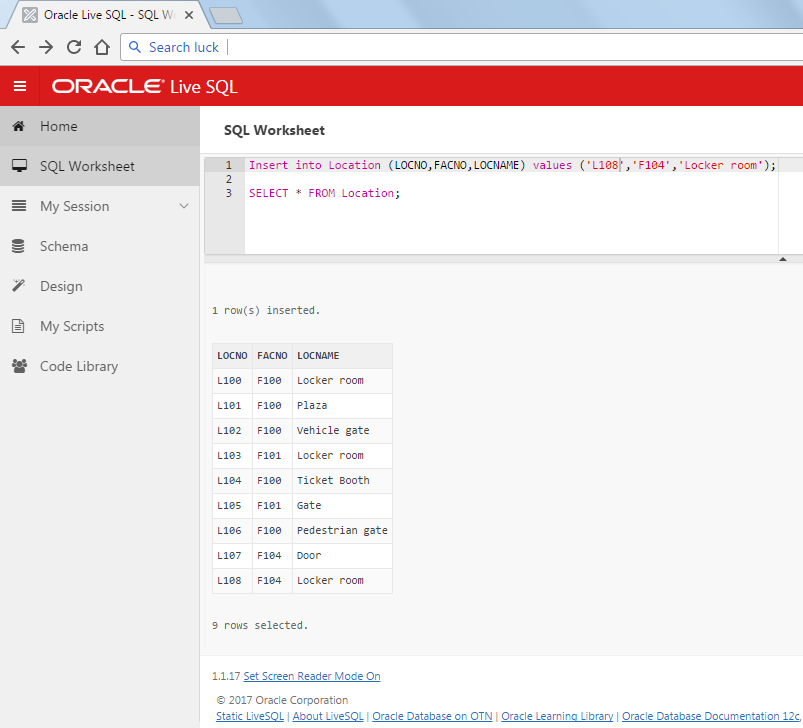 Oracle Live SQL - SQL Wo
Search luck
ORACLE® Live SQL
Home
SQL Worksheet
My Session
Schema
Design
My Scripts
Code Library
SQL Worksheet
1 Insert into Location (LOCNO,FACNO,LOCNAME) values ('L108','F104','Locker room');
2
3 SELECT * FROM Location;
1 row(s) inserted.
LOCNO FACNO LOCNAME
L100 F100 Locker room
L101 F100 Plaza
L102 F100 Vehicle gate
L103 F101 Locker room
L104 F100 Ticket Booth
L105 F101 Gate
L106 F100 Pedestrian gate
L107 F104 Door
L108 F104 Locker room
9 rows selected.
1.1.17 Set Screen Reader Mode On
© 2017 Oracle Corporation
Static LiveSQL | About LiveSQL | Oracle Database on OTN | Oracle Learning Library | Oracle Database Documentation 12c,